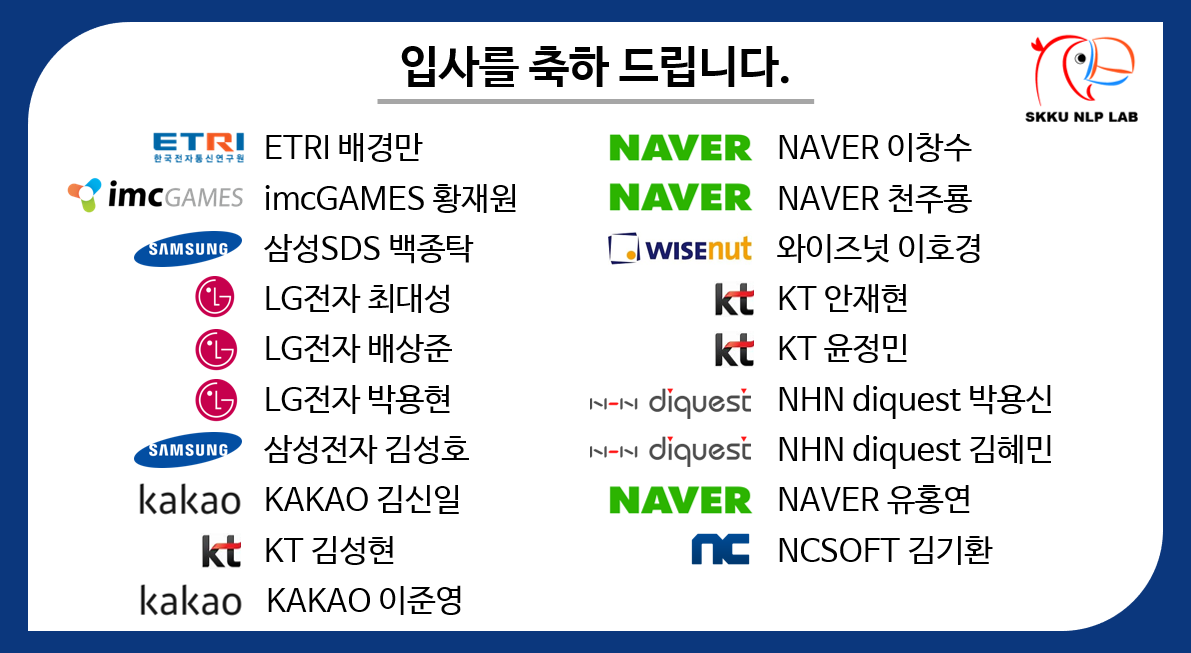 입사를 축하 드립니다.
SKKU NLP LAB
ETRI 한국전자통신연구원 ETRI 배경만
imcGAMES imcGAMES 황재원
SAMSUNG 삼성SDS 백종탁
LG LG전자 최대성
LG LG전자 배상준
LG LG전자 박용현
SAMSUNG 삼성전자 김성호
kakao KAKAO 김신일
kt KT 김성현
kakao KAKAO 이준영
NAVER NAVER 이창수
NAVER NAVER 천주룡
WISEnut 와이즈넛 이호경
kt KT 안재현
kt KT 윤정민
NHN diquest NHN diquest 박용신
NHN diquest NHN diquest 김혜민
NAVER NAVER 유홍연
nc NCSOFT 김기환